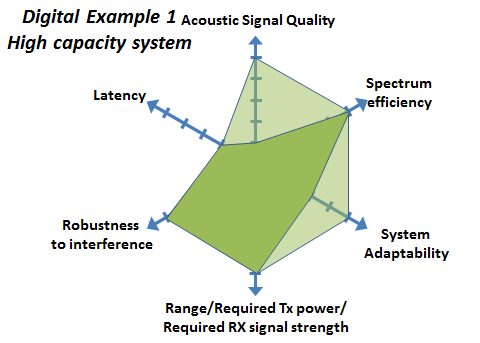 Digital Example 1
High capacity system
Acoustic Signal Quality
Spectrum
efficiency
Latency
Robustness
to interference
System
Adaptability
Range/Required Tx power/
Required RX signal strength